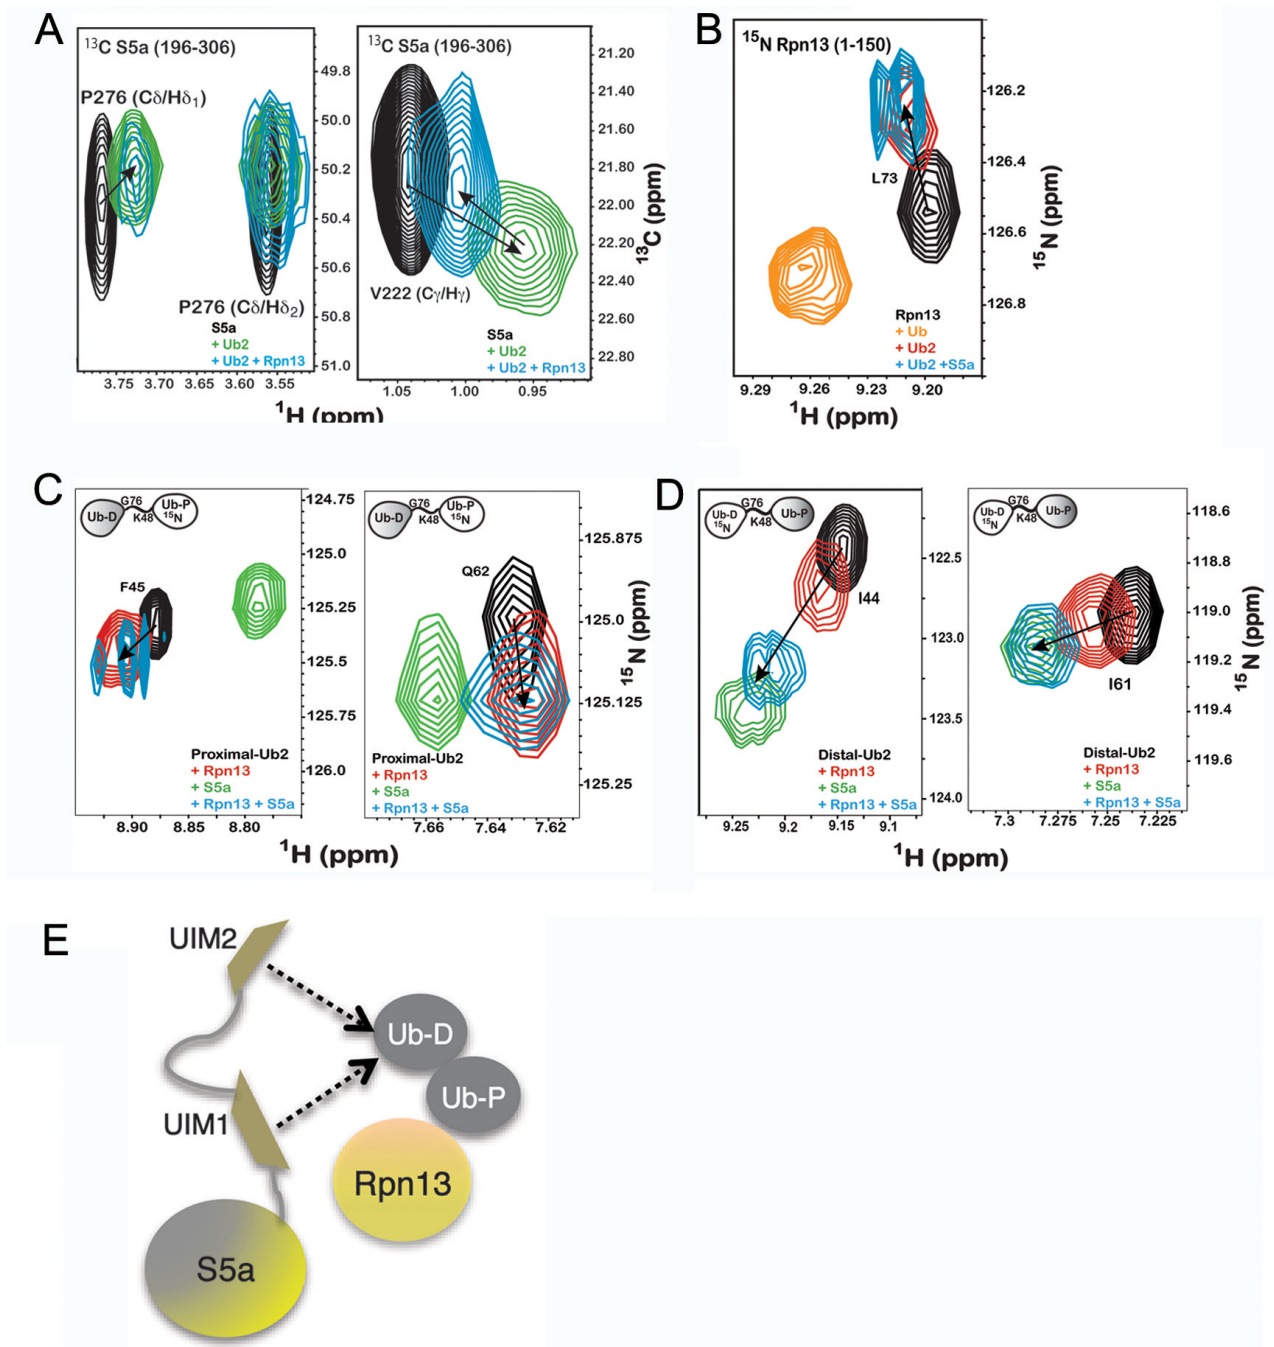 A
¹³C S5a (196-306)
P276 (Cδ/Hδ₁)
P276 (Cδ/Hδ₂)
S5a
+ Ub2
+ Ub2 + Rpn13
49.8
50.0
50.2
50.4
50.6
50.8
51.0
3.75
3.70
3.65
3.60
3.55
¹H (ppm)
¹³C S5a (196-306)
V222 (Cγ/Hγ)
S5a
+ Ub2
+ Ub2 + Rpn13
21.20
21.40
21.60
21.80
22.00
22.20
22.40
22.60
22.80
¹³C (ppm)
1.05
1.00
0.95
¹H (ppm)
B
¹⁵N Rpn13 (1-150)
L73
Rpn13
+ Ub
+ Ub2
+ Ub2 +S5a
126.2
126.4
126.6
126.8
¹⁵N (ppm)
9.29
9.26
9.23
9.20
¹H (ppm)
C
Ub-D
G76
K48
Ub-P
¹⁵N
F45
Proximal-Ub2
+ Rpn13
+ S5a
+ Rpn13 + S5a
124.75
125.0
125.25
125.5
125.75
126.0
8.90
8.85
8.80
Ub-D
G76
K48
Ub-P
¹⁵N
Q62
Proximal-Ub2
+ Rpn13
+ S5a
+ Rpn13 + S5a
125.875
125.0
125.125
125.25
¹⁵N (ppm)
7.66
7.64
7.62
¹H (ppm)
D
Ub-D
¹⁵N
G76
K48
Ub-P
I44
Distal-Ub2
+ Rpn13
+ S5a
+ Rpn13 + S5a
122.5
123.0
123.5
124.0
9.25
9.2
9.15
9.1
Ub-D
¹⁵N
G76
K48
Ub-P
I61
Distal-Ub2
+ Rpn13
+ S5a
+ Rpn13 + S5a
118.6
118.8
119.0
119.2
119.4
119.6
¹⁵N (ppm)
7.3
7.275
7.25
7.225
¹H (ppm)
E
UIM2
Ub-D
Ub-P
UIM1
Rpn13
S5a